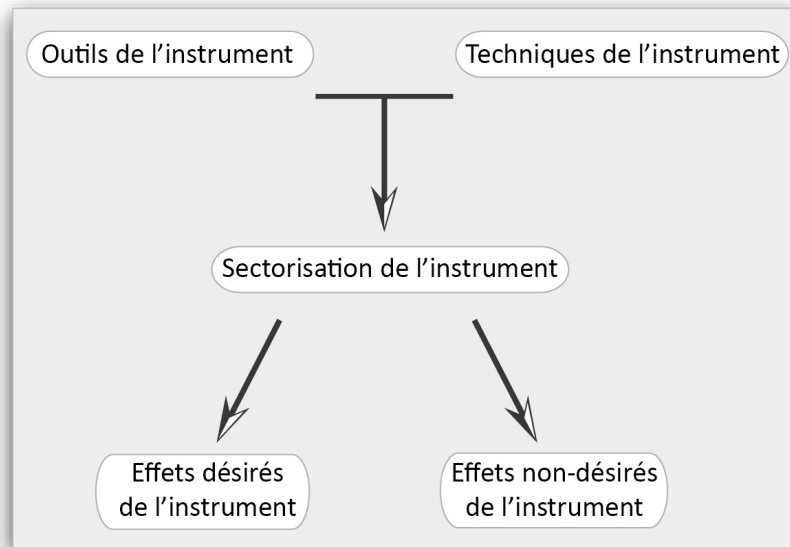 Outils de l’instrument
Techniques de l’instrument
Sectorisation de l’instrument
Effets désirés
de l’instrument
Effets non-désirés
de l’instrument